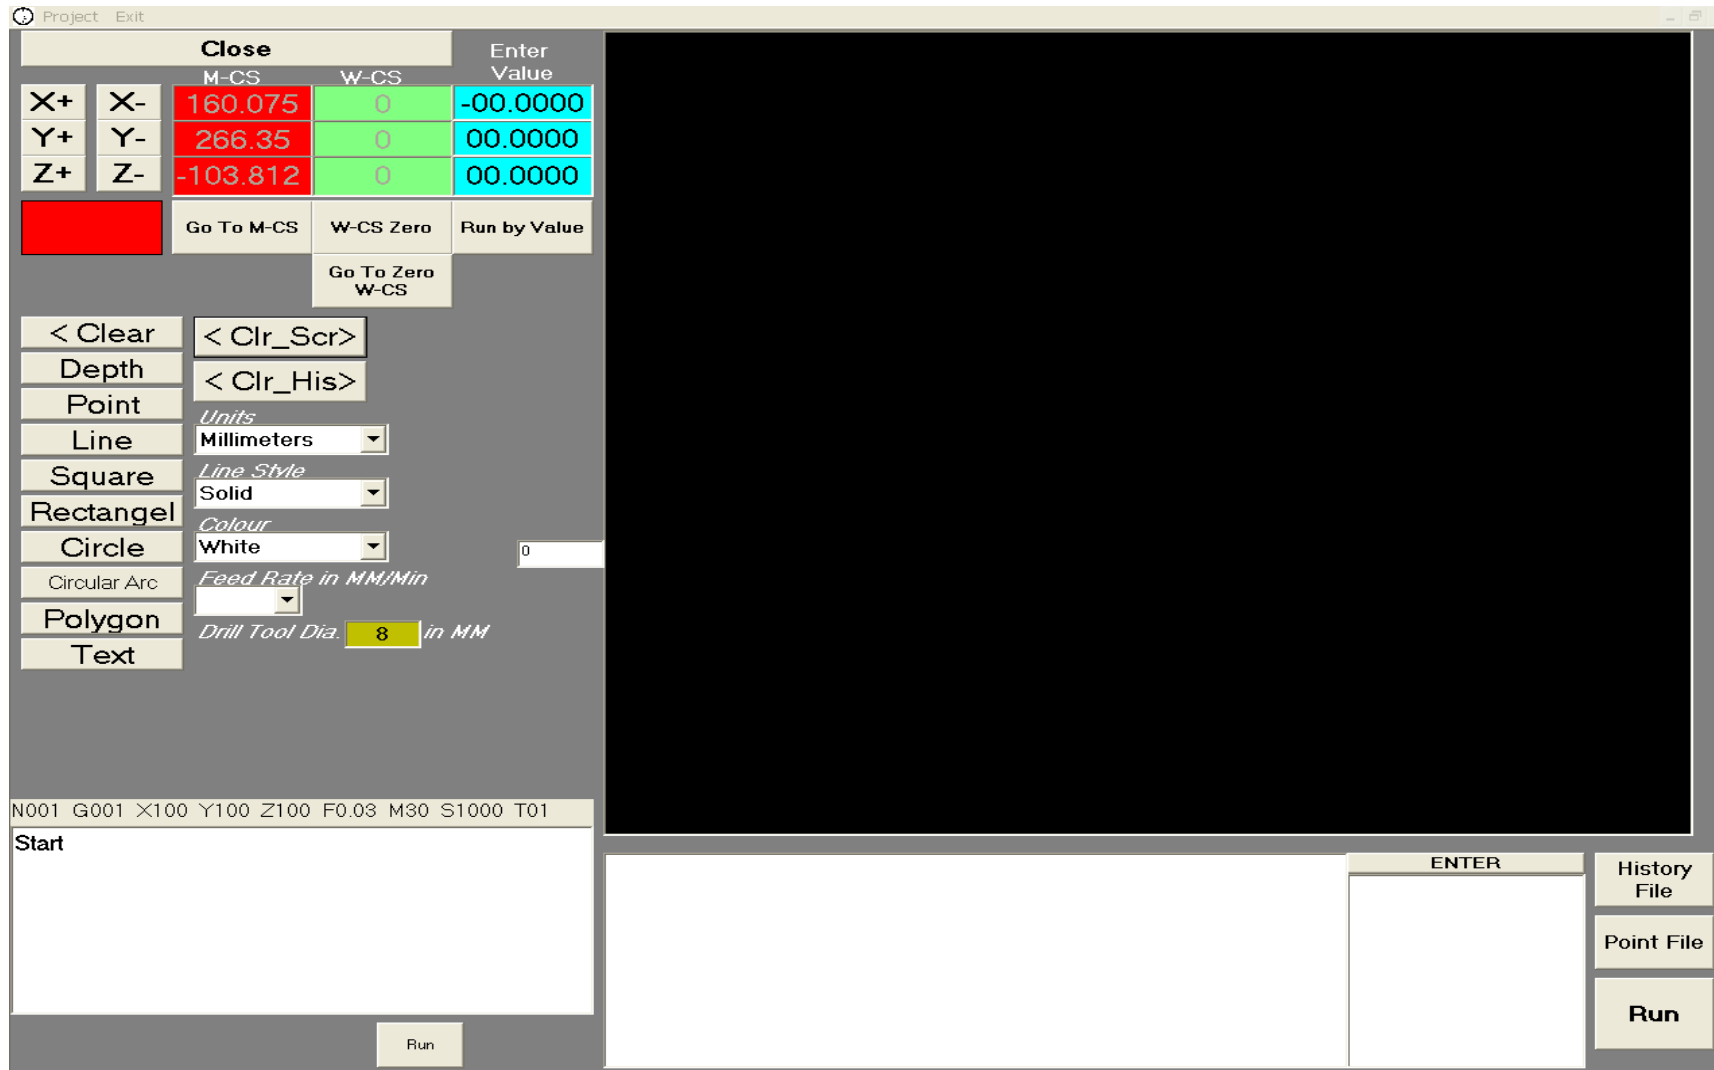 Project Exit
Close
Enter
Value
M-CS W-CS
X+ X- 160.075 0 -00.0000
Y+ Y- 266.35 0 00.0000
Z+ Z- -103.812 0 00.0000
Go To M-CS W-CS Zero Run by Value
Go To Zero
W-CS
< Clear < Clr_Scr>
Depth
< Clr_His>
Point
Units
Line Millimeters
Line Style
Square
Solid
Rectangel
Colour
Circle White 0
Circular Arc Feed Rate in MM/Min
Polygon
Drill Tool Dia. 8 in MM
Text
N001 G001 X100 Y100 Z100 F0.03 M30 S1000 T01
Start
ENTER
History
File
Point File
Run
Run